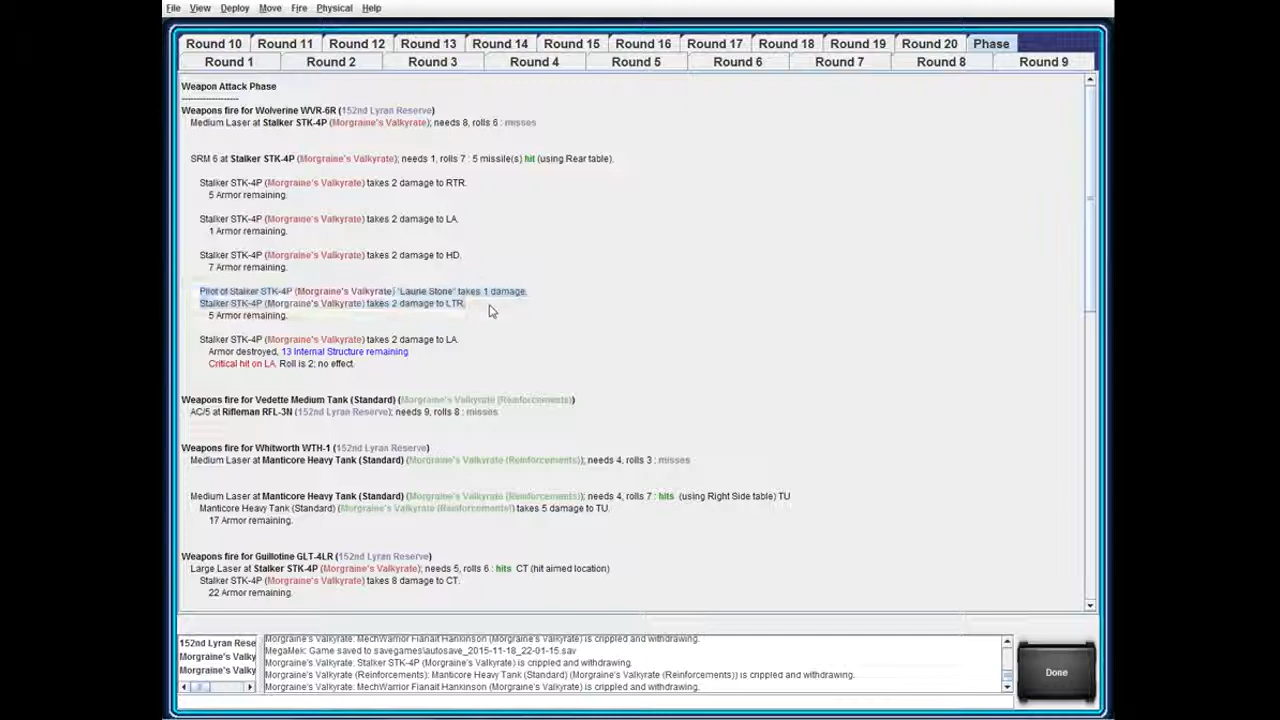 File View Deploy Move Fire Physical Help
Round 10 Round 11 Round 12 Round 13 Round 14 Round 15 Round 16 Round 17 Round 18 Round 19 Round 20 Phase
Round 1 Round 2 Round 3 Round 4 Round 5 Round 6 Round 7 Round 8 Round 9
Weapon Attack Phase
-------------------
Weapons fire for Wolverine WVR-6R (152nd Lyran Reserve)
Medium Laser at Stalker STK-4P (Morgraine's Valkyrate); needs 8, rolls 6 : misses
SRM 6 at Stalker STK-4P (Morgraine's Valkyrate); needs 1, rolls 7 : 5 missile(s) hit (using Rear table).
Stalker STK-4P (Morgraine's Valkyrate) takes 2 damage to RTR.
5 Armor remaining.
Stalker STK-4P (Morgraine's Valkyrate) takes 2 damage to LA.
1 Armor remaining.
Stalker STK-4P (Morgraine's Valkyrate) takes 2 damage to HD.
7 Armor remaining.
Pilot of Stalker STK-4P (Morgraine's Valkyrate) "Laurie Stone" takes 1 damage.
Stalker STK-4P (Morgraine's Valkyrate) takes 2 damage to LTR.
5 Armor remaining.
Stalker STK-4P (Morgraine's Valkyrate) takes 2 damage to LA.
Armor destroyed, 13 Internal Structure remaining
Critical hit on LA. Roll is 2; no effect.
Weapons fire for Vedette Medium Tank (Standard) (Morgraine's Valkyrate (Reinforcements))
AC/5 at Rifleman RFL-3N (152nd Lyran Reserve); needs 9, rolls 8 : misses
Weapons fire for Whitworth WTH-1 (152nd Lyran Reserve)
Medium Laser at Manticore Heavy Tank (Standard) (Morgraine's Valkyrate (Reinforcements)); needs 4, rolls 3 : misses
Medium Laser at Manticore Heavy Tank (Standard) (Morgraine's Valkyrate (Reinforcements)); needs 4, rolls 7 : hits (using Right Side table) TU
Manticore Heavy Tank (Standard) (Morgraine's Valkyrate (Reinforcements)) takes 5 damage to TU.
17 Armor remaining.
Weapons fire for Guillotine GLT-4LR (152nd Lyran Reserve)
Large Laser at Stalker STK-4P (Morgraine's Valkyrate); needs 5, rolls 6 : hits CT (hit aimed location)
Stalker STK-4P (Morgraine's Valkyrate) takes 8 damage to CT.
22 Armor remaining.
152nd Lyran Rese
Morgraine's Valky
Morgraine's Valky
Morgraine's Valkyrate: MechWarrior Fianait Hankinson (Morgraine's Valkyrate) is crippled and withdrawing.
MegaMek: Game saved to savegames\autosave_2015-11-18_22-01-15.sav
Morgraine's Valkyrate: Stalker STK-4P (Morgraine's Valkyrate) is crippled and withdrawing.
Morgraine's Valkyrate (Reinforcements): Manticore Heavy Tank (Standard) (Morgraine's Valkyrate (Reinforcements)) is crippled and withdrawing.
Morgraine's Valkyrate: MechWarrior Fianait Hankinson (Morgraine's Valkyrate) is crippled and withdrawing.
Done